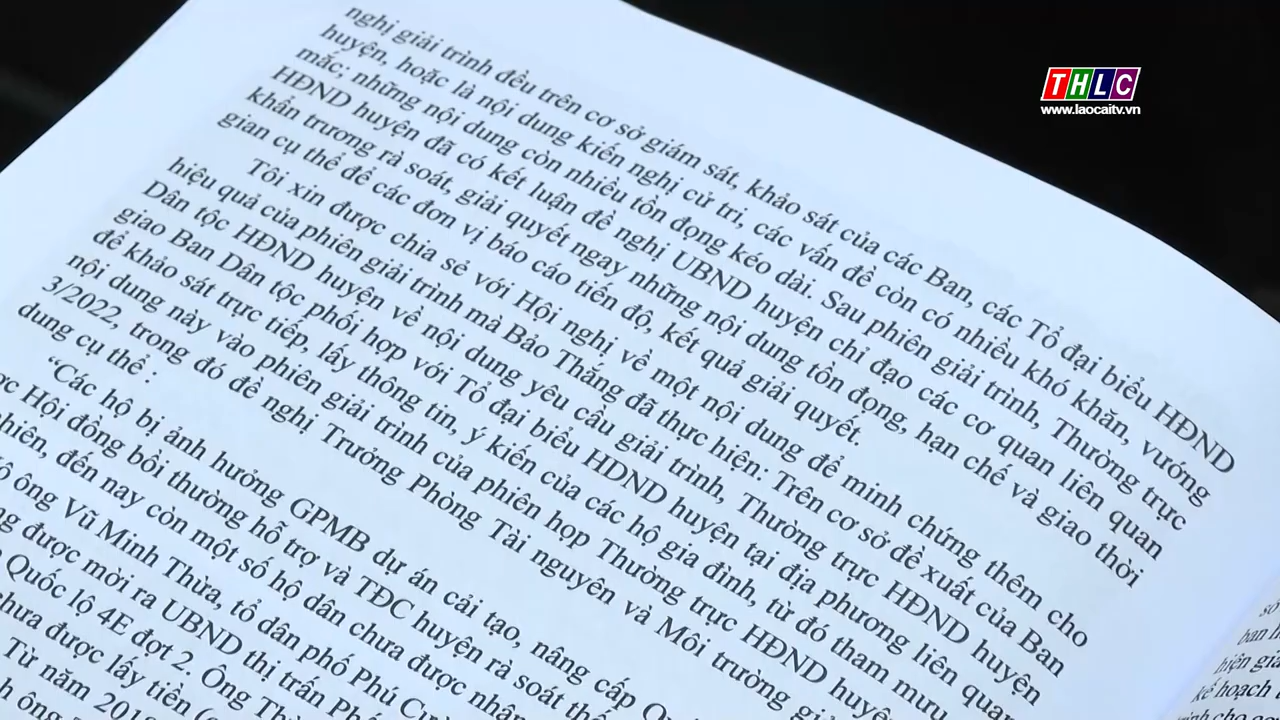 THLC
www.laocaitv.vn
nghị giải trình đều trên cơ sở giám sát, khảo sát của các Ban, các Tổ đại biểu HĐND
huyện, hoặc là nội dung kiến nghị cử tri, các vấn đề còn có nhiều khó khăn, vướng
mắc; những nội dung còn nhiều tồn đọng kéo dài. Sau phiên giải trình, Thường trực
HĐND huyện đã có kết luận đề nghị UBND huyện chỉ đạo các cơ quan liên quan
khẩn trương rà soát, giải quyết ngay những nội dung tồn đọng, hạn chế và giao thời
gian cụ thể để các đơn vị báo cáo tiến độ, kết quả giải quyết.
Tôi xin được chia sẻ với Hội nghị về một nội dung để minh chứng thêm cho
hiệu quả của phiên giải trình mà Bảo Thắng đã thực hiện: Trên cơ sở đề xuất của Ban
Dân tộc HĐND huyện về nội dung yêu cầu giải trình, Thường trực HĐND huyện
giao Ban Dân tộc phối hợp với Tổ đại biểu HDND huyện tại địa phương liên quan
để khảo sát trực tiếp, lấy thông tin, ý kiến của các hộ gia đình, từ đó tham mưu
nội dung này vào phiên giải trình của phiên họp Thường trực HĐND huyện
3/2022, trong đó đề nghị Trưởng Phòng Tài nguyên và Môi trường
dung cụ thể :
“Các hộ bị ảnh hưởng GPMB dự án cải tạo, nâng cấp
Hội đồng bồi thường hỗ trợ và TĐC huyện rà soát
đến nay còn một số hộ dân chưa được
ông Vũ Minh Thừa, tổ dân phố Phú
được mời ra UBND thị trấn
Quốc lộ 4E đợt 2. Ông
chưa được lấy tiền
Từ năm
ông